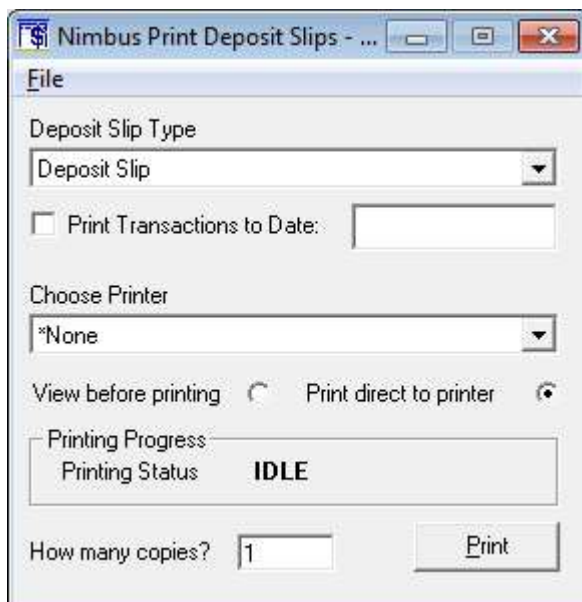 Nimbus Print Deposit Slips - ...
File
Deposit Slip Type
Deposit Slip
Print Transactions to Date:
Choose Printer
*None
View before printing Print direct to printer
Printing Progress
Printing Status IDLE
How many copies? 1 Print